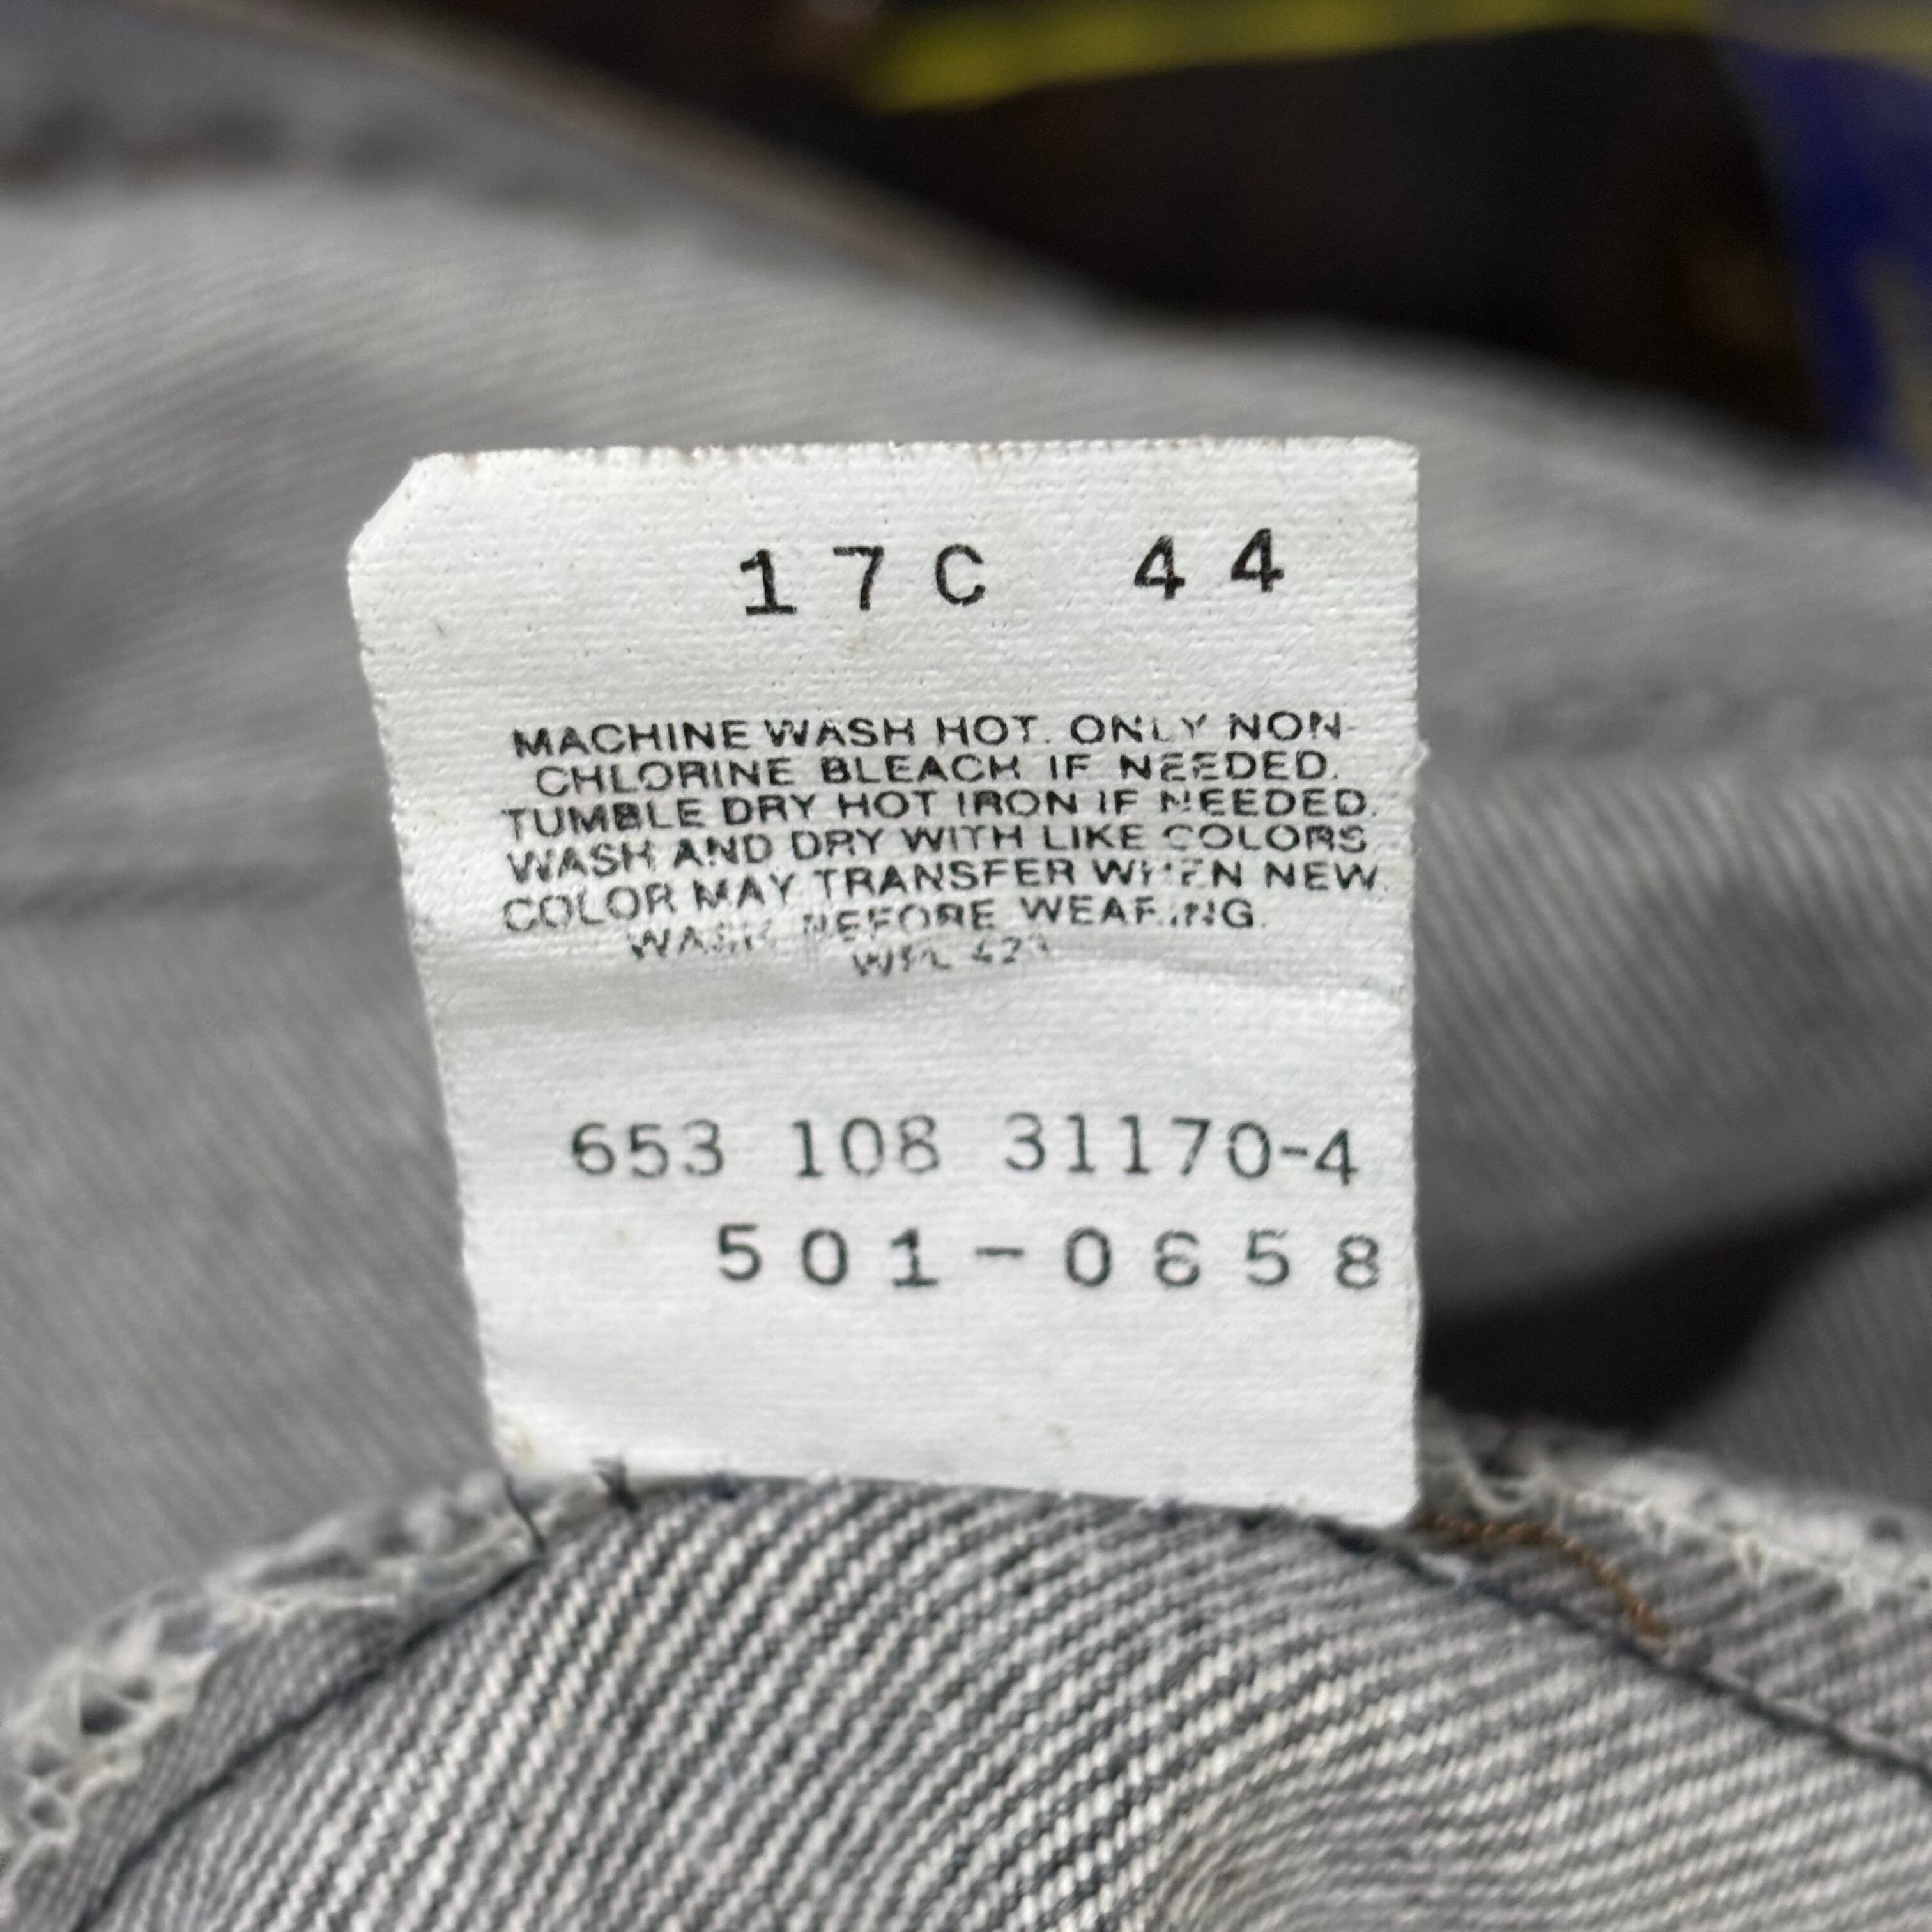 17C 44
MACHINE WASH HOT. ONLY NON-
CHLORINE BLEACH IF NEEDED.
TUMBLE DRY HOT IRON IF NEEDED.
WASH AND DRY WITH LIKE COLORS
COLOR MAY TRANSFER WHEN NEW.
WASH BEFORE WEARING.
653 108 31170-4
501-0658